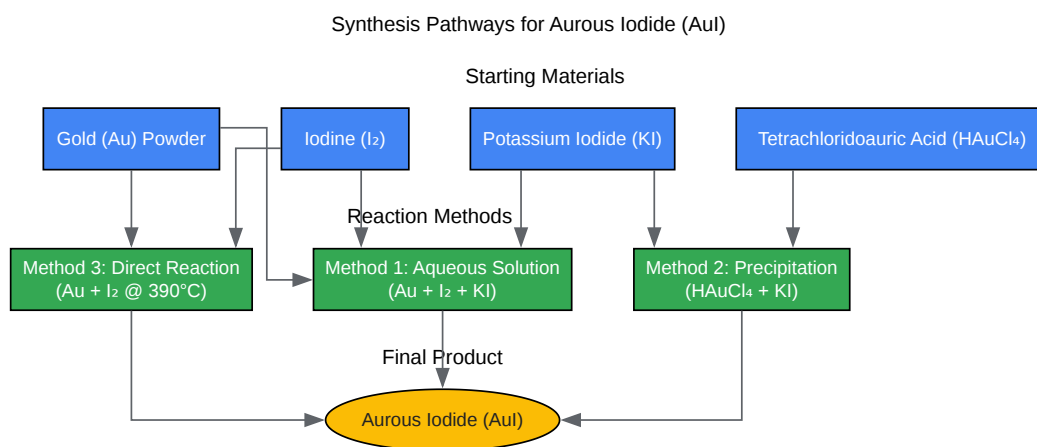 Synthesis Pathways for Aurous Iodide (AuI)
Starting Materials
Gold (Au) Powder
Iodine (I₂)
Potassium Iodide (KI)
Tetrachloridoauric Acid (HAuCl₄)
Reaction Methods
Method 3: Direct Reaction
(Au + I₂ @ 390°C)
Method 1: Aqueous Solution
(Au + I₂ + KI)
Method 2: Precipitation
(HAuCl₄ + KI)
Final Product
Aurous Iodide (AuI)